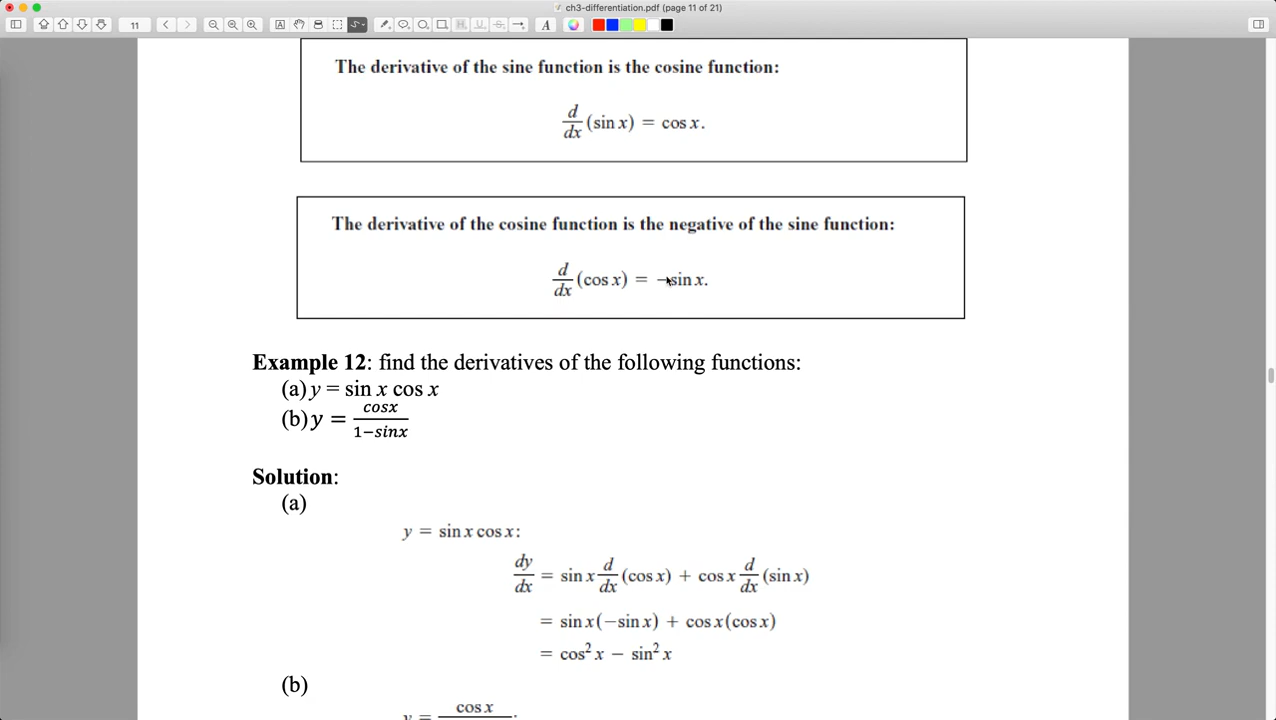 ch3-differentiation.pdf (page 11 of 21)
11
A
The derivative of the sine function is the cosine function:
d/dx (sin x) = cos x.
The derivative of the cosine function is the negative of the sine function:
d/dx (cos x) = −sin x.
Example 12: find the derivatives of the following functions:
(a) y = sin x cos x
(b) y = cosx/1−sinx
Solution:
(a)
y = sin x cos x:
dy/dx = sin x d/dx (cos x) + cos x d/dx (sin x)
= sin x(−sin x) + cos x(cos x)
= cos² x − sin² x
(b)
cos x